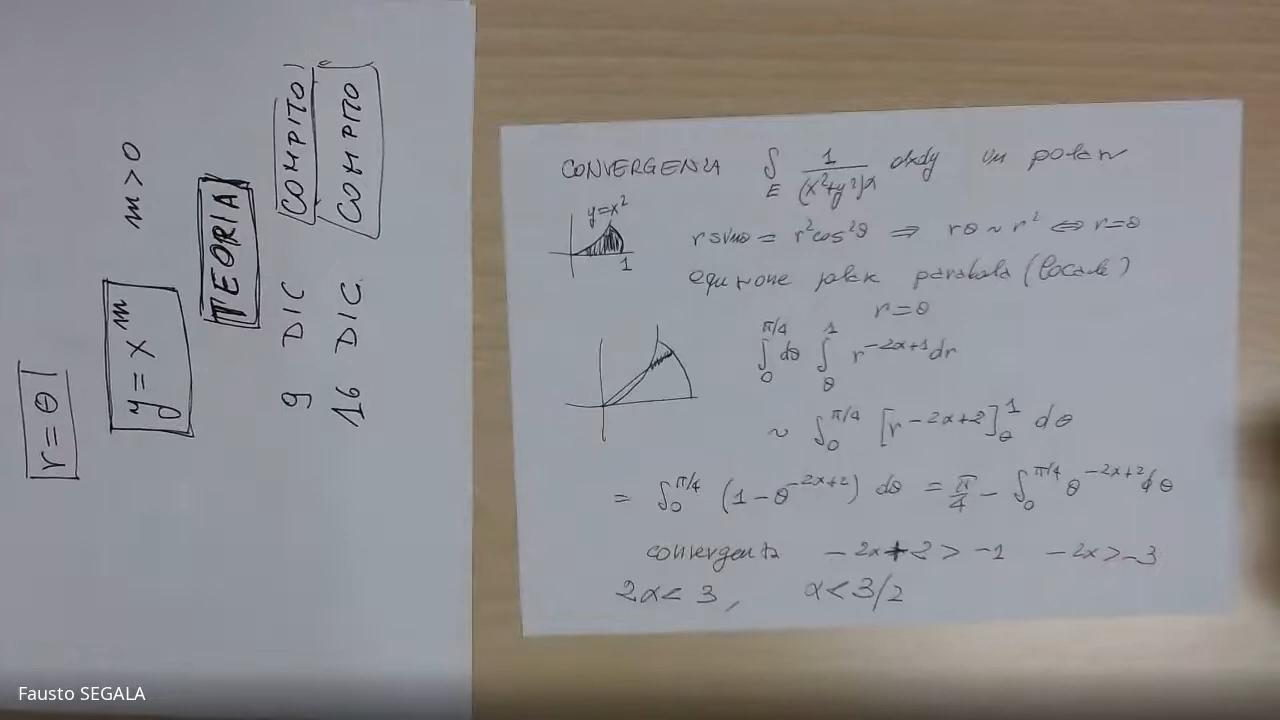 r = θ
y = x^m   m > 0
TEORIA
9 DIC COMPITO
16 DIC. COMPITO
CONVERGENZA ∫_E 1/(x²+y²)^α dxdy in polari
y=x²
1
r sinθ = r²cos²θ ⇒ rθ ~ r² ⇔ r=θ
equazione polare parabola (locale)
r=θ
∫_0^{π/4} dθ ∫_θ^1 r^{-2α+1} dr
~ ∫_0^{π/4} [r^{-2α+2}]_θ^1 dθ
= ∫_0^{π/4} (1-θ^{-2α+2}) dθ = π/4 - ∫_0^{π/4} θ^{-2α+2} dθ
convergenza -2α+2 > -1   -2α > -3
2α < 3,   α < 3/2
Fausto SEGALA